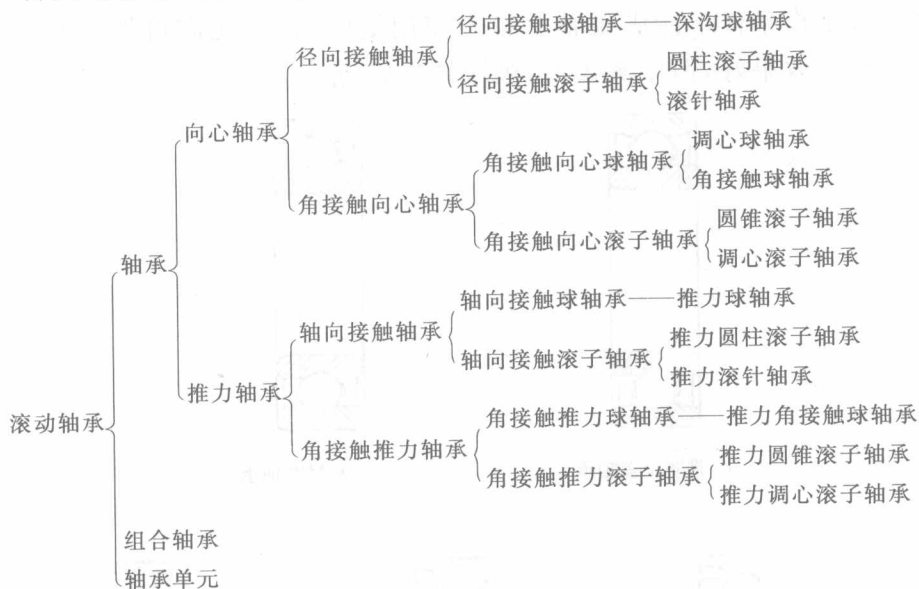 径向接触球轴承——深沟球轴承
径向接触轴承
圆柱滚子轴承
径向接触滚子轴承
滚针轴承
向心轴承
调心球轴承
角接触向心球轴承
角接触球轴承
角接触向心轴承
圆锥滚子轴承
角接触向心滚子轴承
调心滚子轴承
轴承
轴向接触球轴承——推力球轴承
轴向接触轴承
推力圆柱滚子轴承
轴向接触滚子轴承
推力滚针轴承
推力轴承
角接触推力球轴承——推力角接触球轴承
滚动轴承
角接触推力轴承
推力圆锥滚子轴承
角接触推力滚子轴承
推力调心滚子轴承
组合轴承
轴承单元